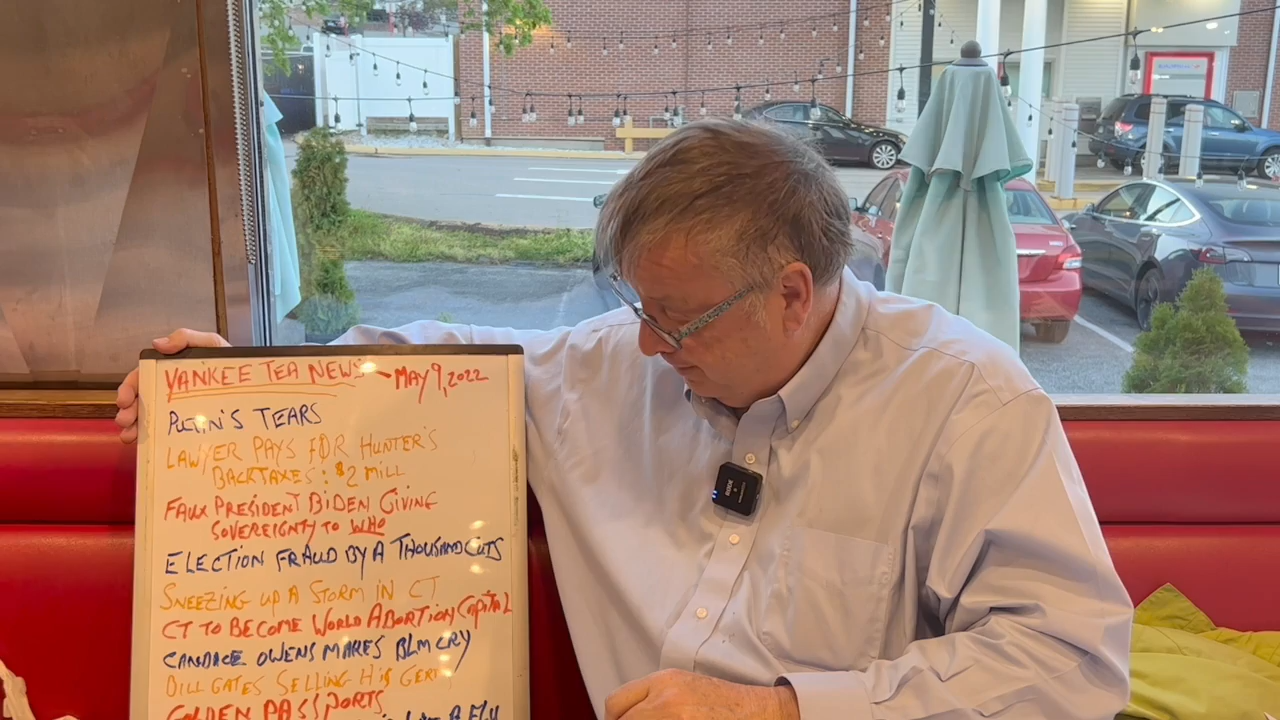 YANKEE TEA NEWS ~ MAY 9, 2022
PUTIN'S TEARS
LAWYER PAYS FOR HUNTER'S
BACKTAXES: $2 MILL
FAUX PRESIDENT BIDEN GIVING
SOVEREIGNTY TO WHO
ELECTION FRAUD BY A THOUSAND CUTS
SNEEZING UP A STORM IN CT
CT TO BECOME WORLD ABORTION CAPITAL
CANDACE OWENS MAKES BLM CRY
BILL GATES SELLING HIS
GOLDEN PASSPORTS
RODE